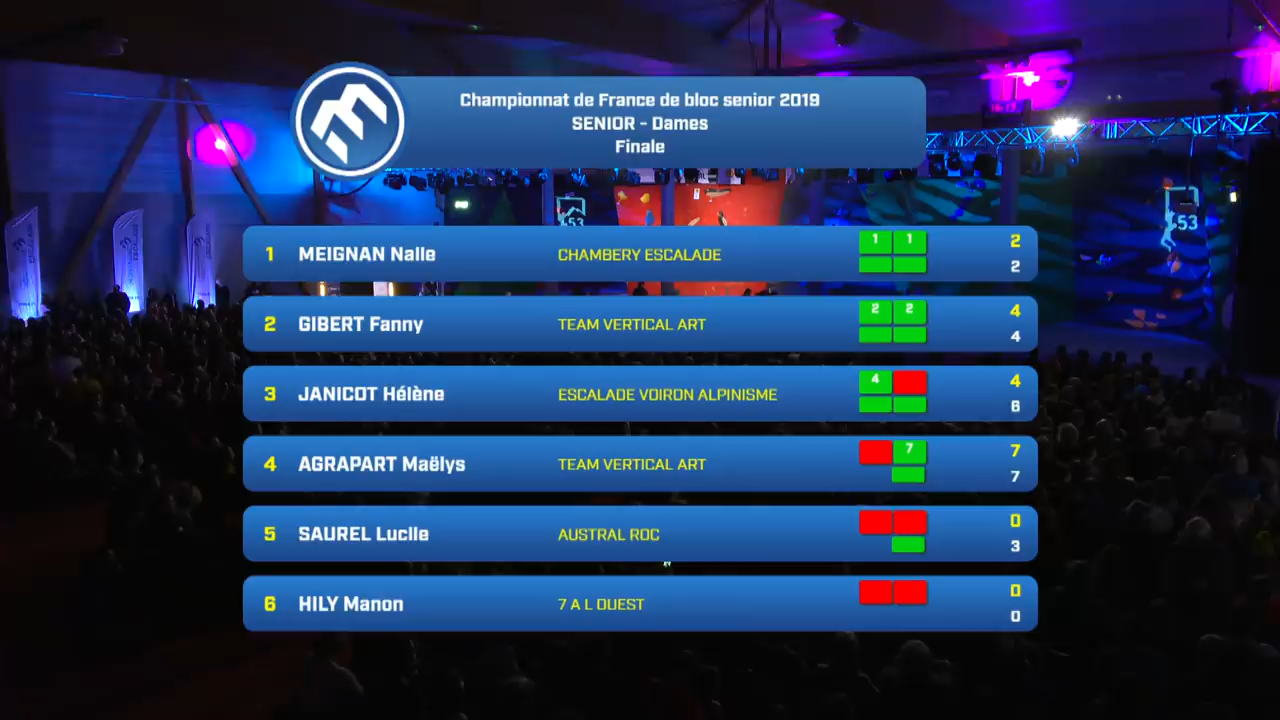 Championnat de France de bloc senior 2019
SENIOR - Dames
Finale
1 MEIGNAN Naile CHAMBERY ESCALADE 1 1 2
2
2 GIBERT Fanny TEAM VERTICAL ART 2 2 4
4
3 JANICOT Hélène ESCALADE VOIRON ALPINISME 4 4
6
4 AGRAPART Maëlys TEAM VERTICAL ART 7 7
7
5 SAUREL Lucile AUSTRAL ROC 0
3
6 HILY Manon 7 A L OUEST 0
0
53
53